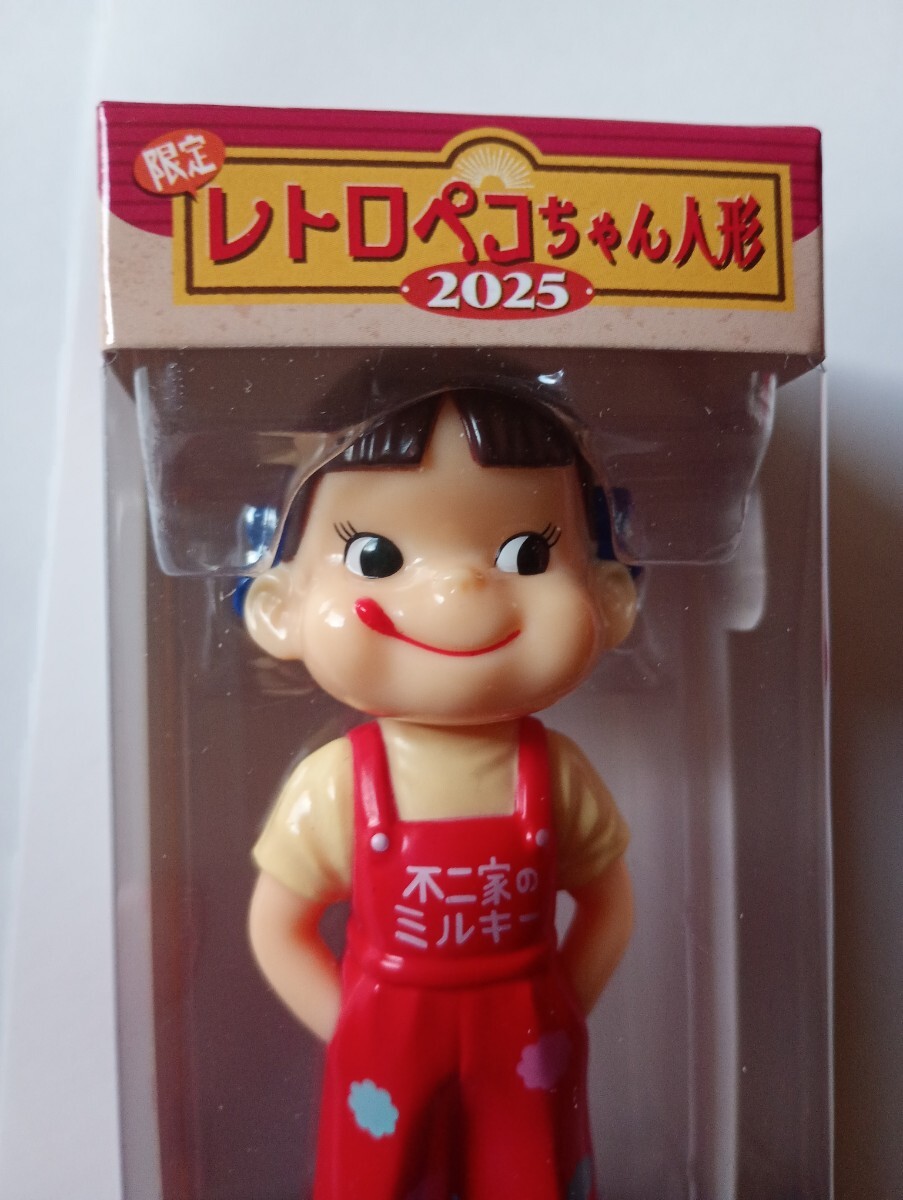 限定
レトロペコちゃん人形
2025
不二家の
ミルキー